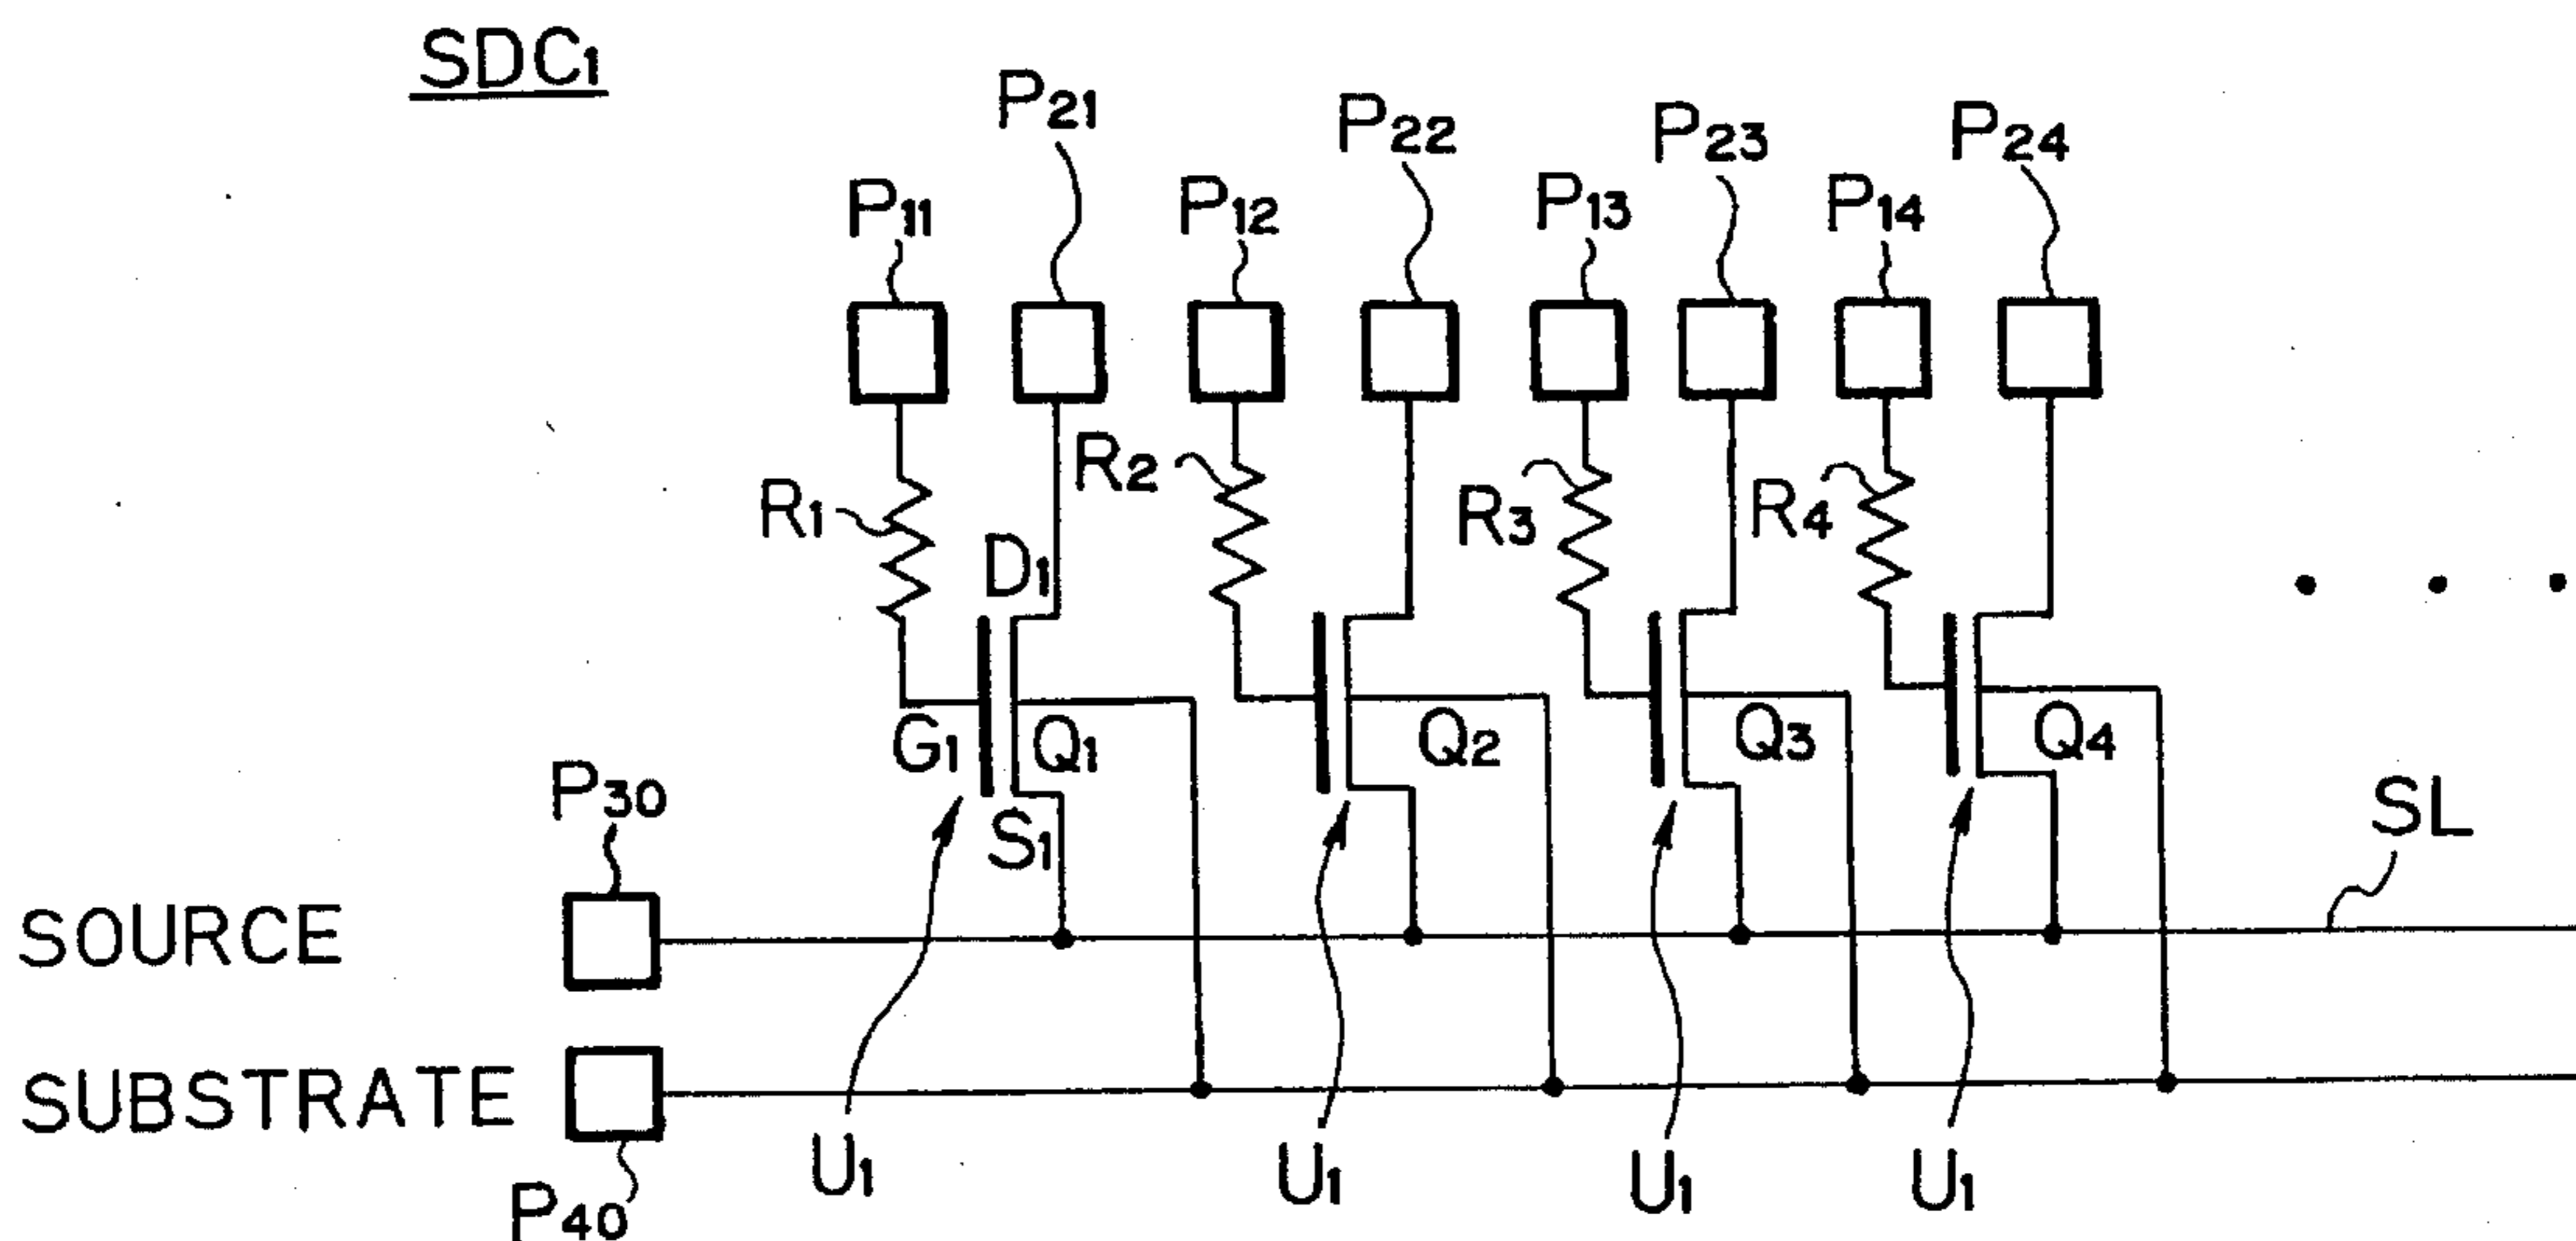 SDC1
P21
P22
P23
P24
P11
P12
P13
P14
R1
R2
R3
R4
D1
G1
Q1
Q2
Q3
Q4
S1
P30
SL
SOURCE
SUBSTRATE
P40
U1
U1
U1
U1